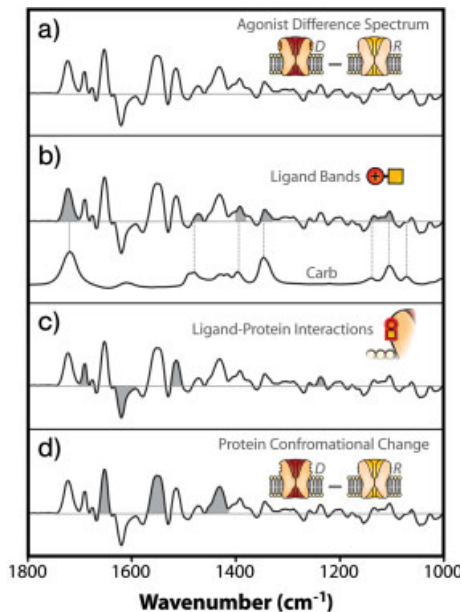 a)
Agonist Difference Spectrum
D
R
b)
Ligand Bands
Carb
c)
Ligand-Protein Interactions
d)
Protein Confromational Change
D
R
1800 1600 1400 1200 1000
Wavenumber (cm-1)